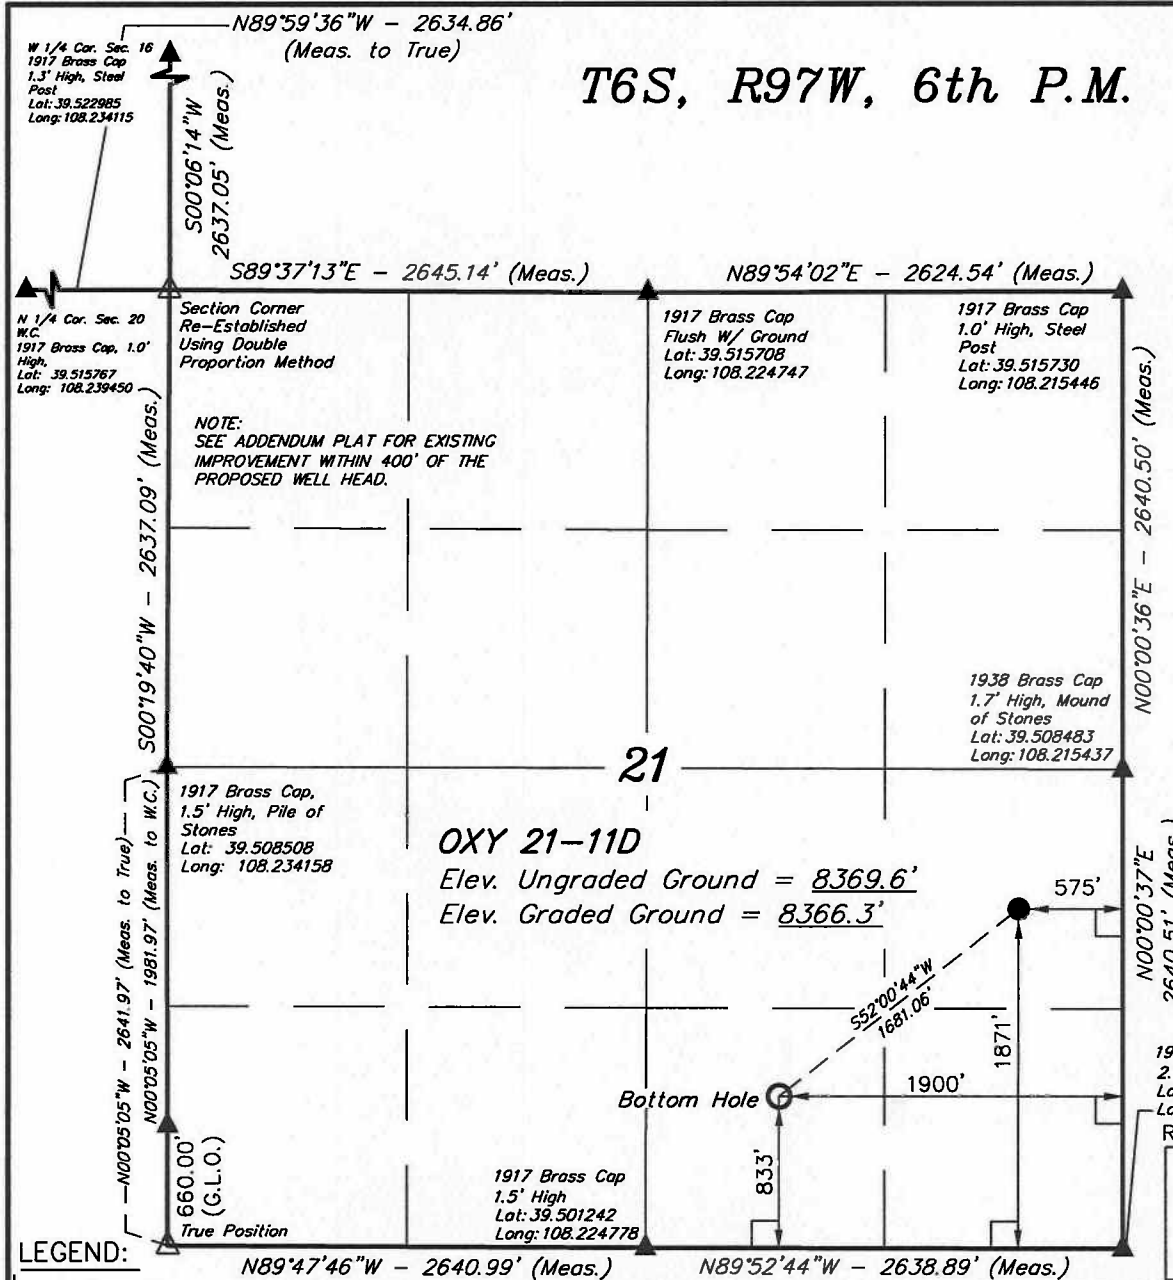 N89°59'36"W - 2634.86'
(Meas. to True)
W 1/4 Cor. Sec. 16
1917 Brass Cap
1.3' High, Steel
Post
Lat: 39.522985
Long: 108.234115
T6S, R97W, 6th P.M.
S00°06'14"W
2637.05' (Meas.)
S89°37'13"E - 2645.14' (Meas.)
N89°54'02"E - 2624.54' (Meas.)
N 1/4 Cor. Sec. 20
W.C.
1917 Brass Cap, 1.0'
High,
Lat: 39.515767
Long: 108.239450
Section Corner
Re-Established
Using Double
Proportion Method
1917 Brass Cap
Flush W/ Ground
Lat: 39.515708
Long: 108.224747
1917 Brass Cap
1.0' High, Steel
Post
Lat: 39.515730
Long: 108.215446
NOTE:
SEE ADDENDUM PLAT FOR EXISTING
IMPROVEMENT WITHIN 400' OF THE
PROPOSED WELL HEAD.
S00°19'40"W - 2637.09' (Meas.)
N00°00'36"E - 2640.50' (Meas.)
1938 Brass Cap
1.7' High, Mound
of Stones
Lat: 39.508483
Long: 108.215437
21
1917 Brass Cap,
1.5' High, Pile of
Stones
Lat: 39.508508
Long: 108.234158
OXY 21-11D
Elev. Ungraded Ground = 8369.6'
Elev. Graded Ground = 8366.3'
575'
N00°05'05"W - 2641.97' (Meas. to True)
N00°05'05"W - 1981.97' (Meas. to W.C.)
N00°00'37"E
2640.51' (Meas.)
S52°00'44"W
1681.06'
1871'
1900'
Bottom Hole
833'
19
2.
La
Lo
R
660.00'
(G.L.O.)
1917 Brass Cap
1.5' High
Lat: 39.501242
Long: 108.224778
True Position
LEGEND:
N89°47'46"W - 2640.99' (Meas.)
N89°52'44"W - 2638.89' (Meas.)